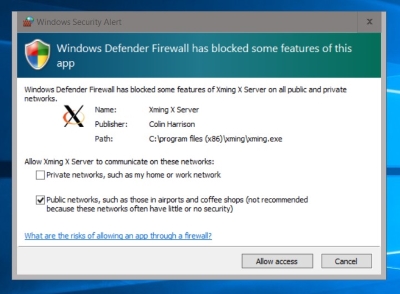 Windows Security Alert
Windows Defender Firewall has blocked some features of this
app
Windows Defender Firewall has blocked some features of Xming X Server on all public and private
networks.
Name: Xming X Server
Publisher: Colin Harrison
Path: C:\program files (x86)\xming\xming.exe
Allow Xming X Server to communicate on these networks:
Private networks, such as my home or work network
Public networks, such as those in airports and coffee shops (not recommended
because these networks often have little or no security)
What are the risks of allowing an app through a firewall?
Allow access Cancel